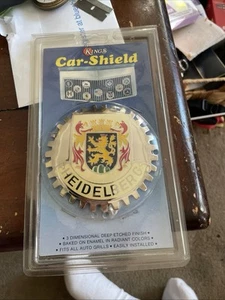 KING'S
Car-Shield
HEIDELBERG
• 3 DIMENSIONAL DEEP ETCHED FINISH •
• BAKED ON ENAMEL IN RADIANT COLORS •
• FITS ALL AUTO GRILLS • EASILY INSTALLED •